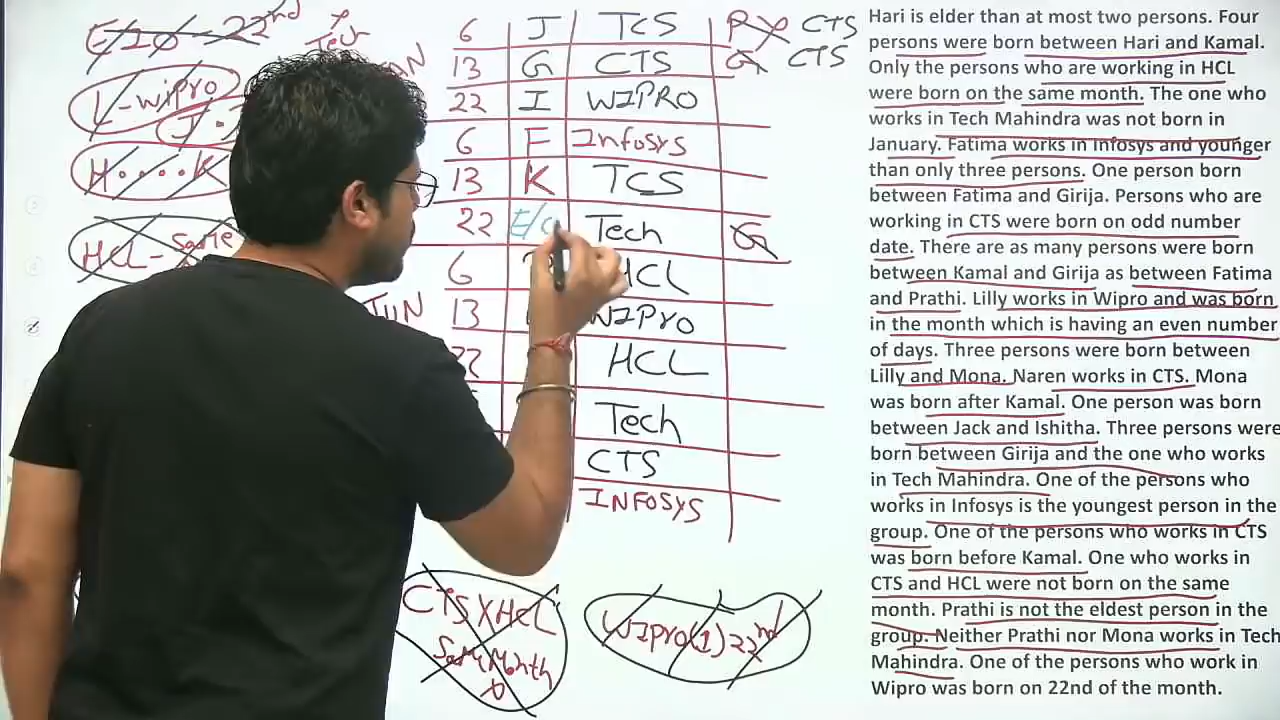 E/O 22nd
T
Tech
L-WIPRO
J .
H....K
HCL - Same
JAN
6 J TCS P CTS
13 G CTS G CTS
22 I WIPRO
6 F Infosys
13 K TCS
22 E/ Tech G
6 HCL
JUN 13 WIPRO
22 HCL
Tech
CTS
INFOSYS
CTS X HCL
Same Month
X
WIPRO(1) 22nd
Hari is elder than at most two persons. Four
persons were born between Hari and Kamal.
Only the persons who are working in HCL
were born on the same month. The one who
works in Tech Mahindra was not born in
January. Fatima works in Infosys and younger
than only three persons. One person born
between Fatima and Girija. Persons who are
working in CTS were born on odd number
date. There are as many persons were born
between Kamal and Girija as between Fatima
and Prathi. Lilly works in Wipro and was born
in the month which is having an even number
of days. Three persons were born between
Lilly and Mona. Naren works in CTS. Mona
was born after Kamal. One person was born
between Jack and Ishitha. Three persons were
born between Girija and the one who works
in Tech Mahindra. One of the persons who
works in Infosys is the youngest person in the
group. One of the persons who works in CTS
was born before Kamal. One who works in
CTS and HCL were not born on the same
month. Prathi is not the eldest person in the
group. Neither Prathi nor Mona works in Tech
Mahindra. One of the persons who work in
Wipro was born on 22nd of the month.